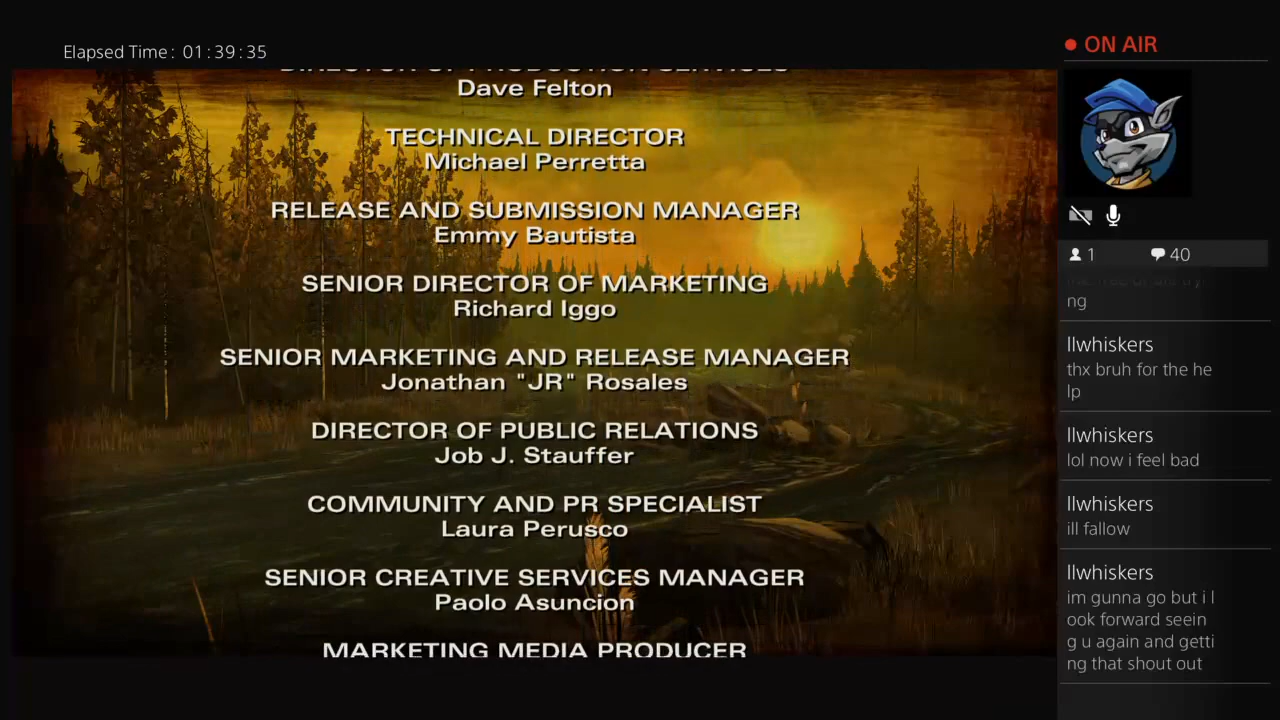 Elapsed Time: 01:39:35
ON AIR
DIRECTOR OF PRODUCTION SERVICES
Dave Felton
TECHNICAL DIRECTOR
Michael Perretta
RELEASE AND SUBMISSION MANAGER
Emmy Bautista
SENIOR DIRECTOR OF MARKETING
Richard Iggo
SENIOR MARKETING AND RELEASE MANAGER
Jonathan "JR" Rosales
DIRECTOR OF PUBLIC RELATIONS
Job J. Stauffer
COMMUNITY AND PR SPECIALIST
Laura Perusco
SENIOR CREATIVE SERVICES MANAGER
Paolo Asuncion
MARKETING MEDIA PRODUCER
1
40
ng
llwhiskers
thx bruh for the he
lp
llwhiskers
lol now i feel bad
llwhiskers
ill fallow
llwhiskers
im gunna go but i l
ook forward seein
g u again and getti
ng that shout out